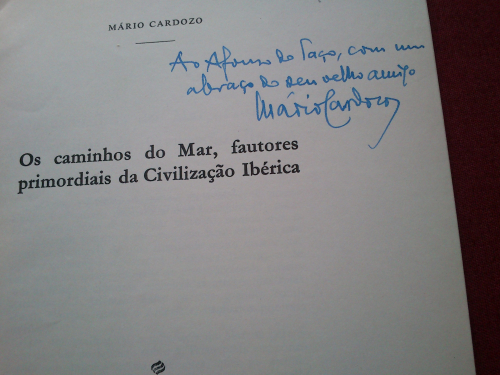 MÁRIO CARDOZO
Ao Afonso do Paço, com um
abraço do seu velho amigo
Mário Cardozo
Os caminhos do Mar, fautores
primordiais da Civilização Ibérica